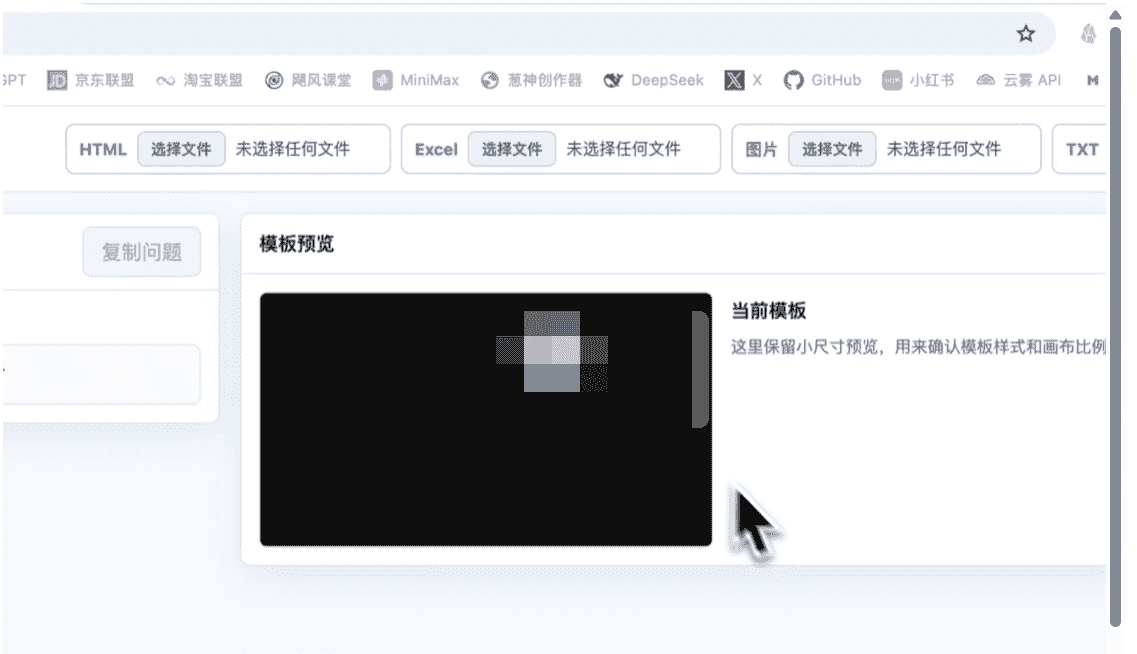 GPT 京东联盟 淘宝联盟 飓风课堂 MiniMax 葱神创作器 DeepSeek X GitHub 小红书 云雾 API
HTML 选择文件 未选择任何文件 Excel 选择文件 未选择任何文件 图片 选择文件 未选择任何文件 TXT
复制问题
模板预览
当前模板
这里保留小尺寸预览，用来确认模板样式和画布比例